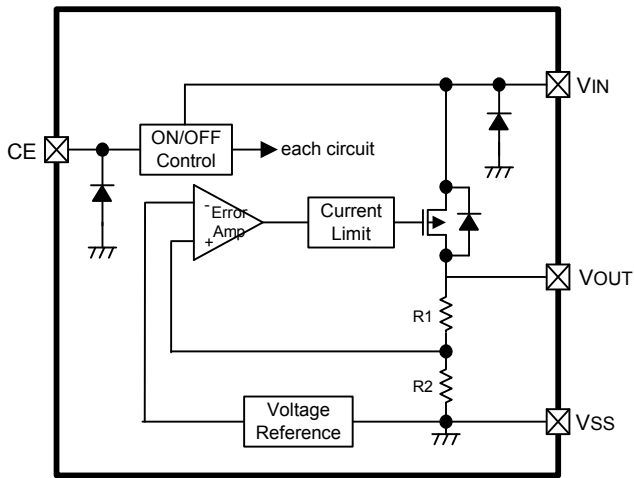 VIN
CE
ON/OFF
Control
each circuit
- Error
Amp
+
Current
Limit
VOUT
R1
R2
Voltage
Reference
VSS